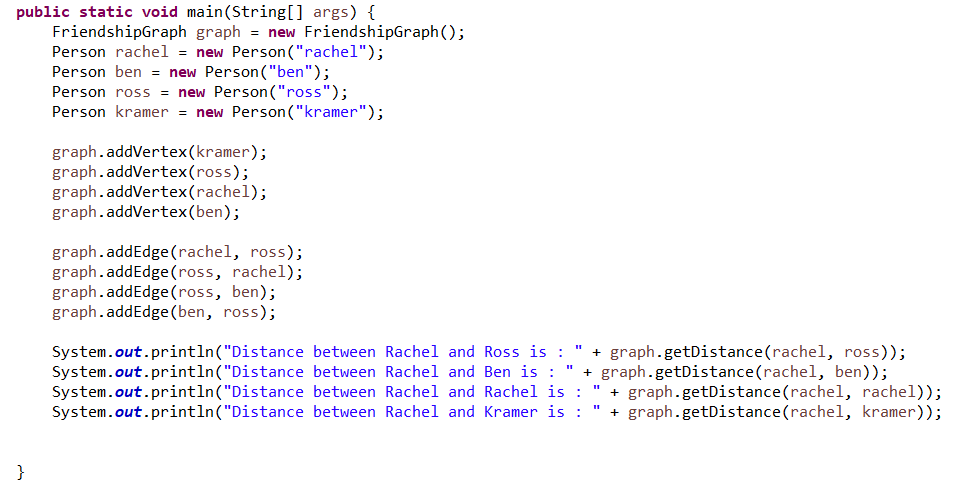 public static void main(String[] args) {
    FriendshipGraph graph = new FriendshipGraph();
    Person rachel = new Person("rachel");
    Person ben = new Person("ben");
    Person ross = new Person("ross");
    Person kramer = new Person("kramer");

    graph.addVertex(kramer);
    graph.addVertex(ross);
    graph.addVertex(rachel);
    graph.addVertex(ben);

    graph.addEdge(rachel, ross);
    graph.addEdge(ross, rachel);
    graph.addEdge(ross, ben);
    graph.addEdge(ben, ross);

    System.out.println("Distance between Rachel and Ross is : " + graph.getDistance(rachel, ross));
    System.out.println("Distance between Rachel and Ben is : " + graph.getDistance(rachel, ben));
    System.out.println("Distance between Rachel and Rachel is : " + graph.getDistance(rachel, rachel));
    System.out.println("Distance between Rachel and Kramer is : " + graph.getDistance(rachel, kramer));

}